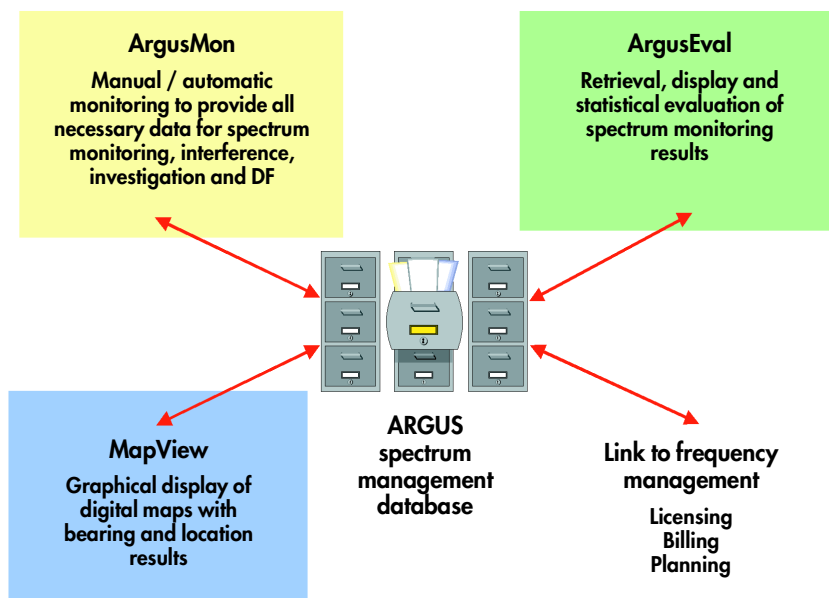 ArgusMon
Manual / automatic
monitoring to provide all
necessary data for spectrum
monitoring, interference,
investigation and DF
ArgusEval
Retrieval, display and
statistical evaluation of
spectrum monitoring
results
MapView
Graphical display of
digital maps with
bearing and location
results
ARGUS
spectrum
management
database
Link to frequency
management
Licensing
Billing
Planning